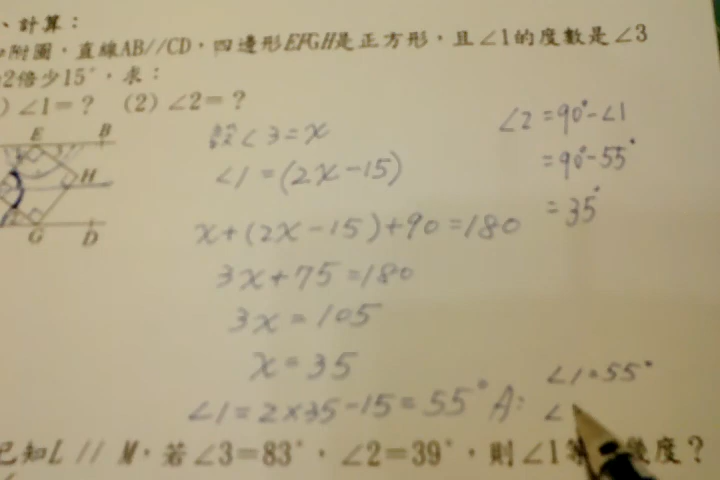 、計算：
附圖，直線AB//CD，四邊形EFGH是正方形，且∠1的度數是∠3
2倍少15°，求：
) ∠1=？ (2) ∠2=？
E B
H
G D
設∠3=x
∠1=(2x-15)
x+(2x-15)+90=180
3x+75=180
3x=105
x=35
∠1=2×35-15=55°
∠2=90°-∠1
=90°-55°
=35°
A: ∠1=55°
∠
已知L // M，若∠3=83°，∠2=39°，則∠1等 幾度？